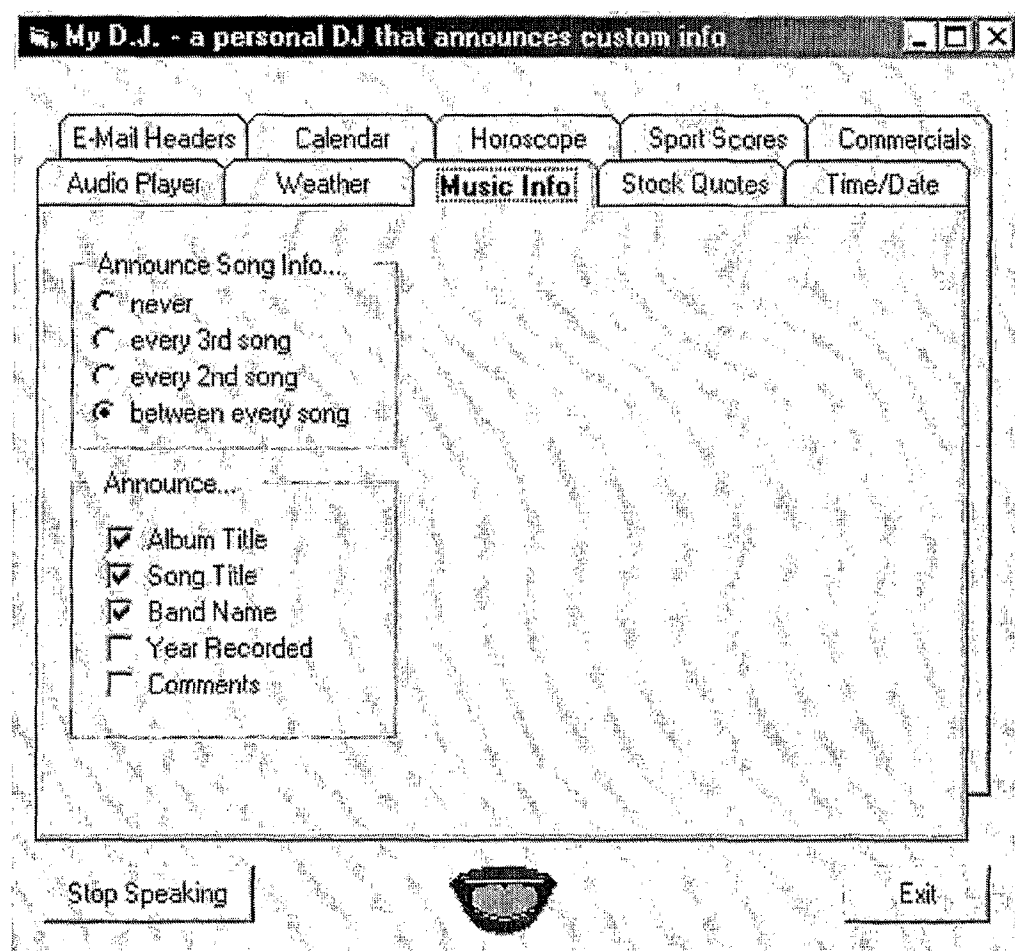 My D.J. - a personal DJ that announces custom info
E-Mail Headers Calendar Horoscope Sport Scores Commercials
Audio Player Weather Music Info Stock Quotes Time/Date
Announce Song Info...
never
every 3rd song
every 2nd song
between every song
Announce...
Album Title
Song Title
Band Name
Year Recorded
Comments
Stop Speaking Exit